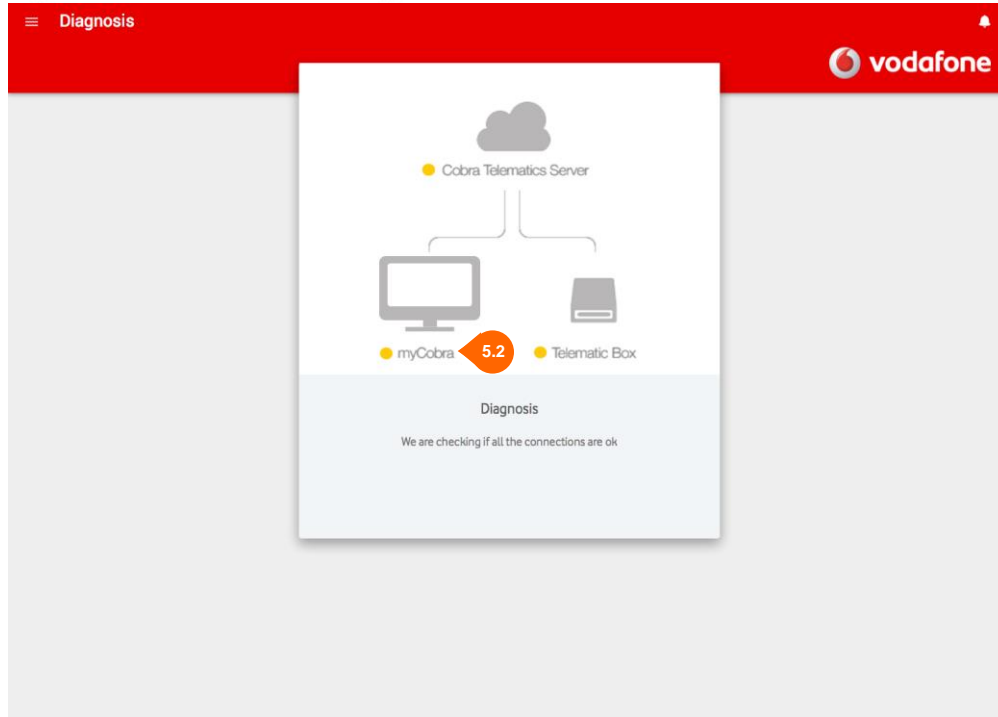 Diagnosis
vodafone
Cobra Telematics Server
myCobra
5.2
Telematic Box
Diagnosis
We are checking if all the connections are ok